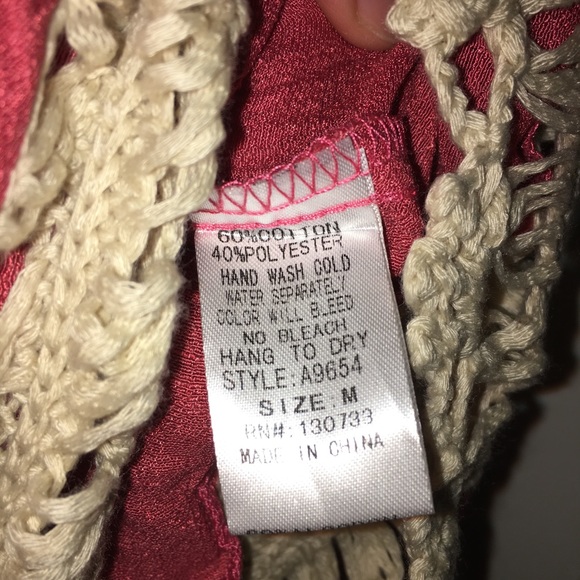 60%COTTON
40%POLYESTER
HAND WASH COLD
WATER SEPARATELY
COLOR WILL BLEED
NO BLEACH
HANG TO DRY
STYLE:A9654
SIZE:M
RN#:130733
MADE IN CHINA